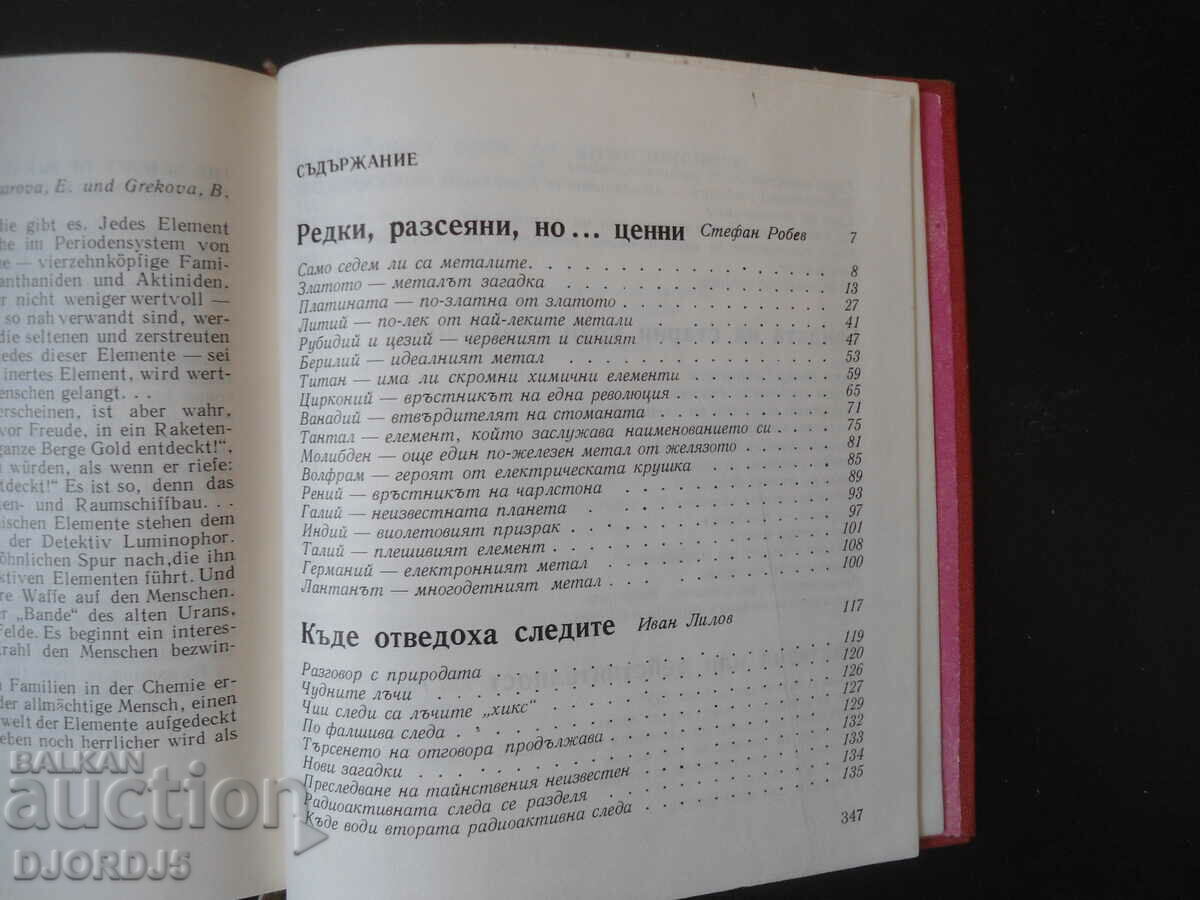 arova, E. und Grekova, B.
die gibt es. Jedes Element
he im Periodensystem von
e — vierzehnköpfige Fami-
anthaniden und Aktiniden.
r nicht weniger wertvoll —
so nah verwandt sind, wer-
die seltenen und zerstreuten
edes dieser Elemente — sei
inertes Element, wird wert-
enschen gelangt...
erscheinen, ist aber wahr,
vor Freude, in ein Raketen-
ganze Berge Gold entdeckt!",
würden, als wenn er riefe:
tdeckt!" Es ist so, denn das
en- und Raumschiffbau...
ischen Elemente stehen dem
der Detektiv Luminophor.
öhnlichen Spur nach, die ihn
ktiven Elementen führt. Und
re Waffe auf den Menschen.
r „Bande" des alten Urans,
elde. Es beginnt ein interes-
trahl den Menschen bezwin-
n Familien in der Chemie er-
der allmächtige Mensch, einen
welt der Elemente aufgedeckt
eben noch herrlicher wird als
СЪДЪРЖАНИЕ
Редки, разсеяни, но... ценни Стефан Робев 7
Само седем ли са металите. 8
Златото — металът загадка 13
Платината — по-златна от златото 27
Литий — по-лек от най-леките метали 41
Рубидий и цезий — червеният и синият 47
Берилий — идеалният метал 53
Титан — има ли скромни химични елементи 59
Цирконий — връстникът на една революция 65
Ванадий — втвърдителят на стоманата 71
Тантал — елемент, който заслужава наименованието си 75
Молибден — още един по-железен метал от желязото 81
Волфрам — героят от електрическата крушка 85
Рений — връстникът на чарлстона 89
Галий — неизвестната планета 93
Индий — виолетовият призрак 97
Талий — плешивият елемент 101
Германий — електронният метал 108
Лантанът — многодетният метал 100
Къде отведоха следите Иван Лилов 117
Разговор с природата 119
Чудните лъчи 120
Чии следи са лъчите „хикс" 126
По фалшива следа 127
Търсенето на отговора продължава 129
Нови загадки 132
Преследване на тайнствения неизвестен 133
Радиоактивната следа се разделя 134
Къде води втората радиоактивна следа 135
347
BALKAN
auction
DJORDJ5